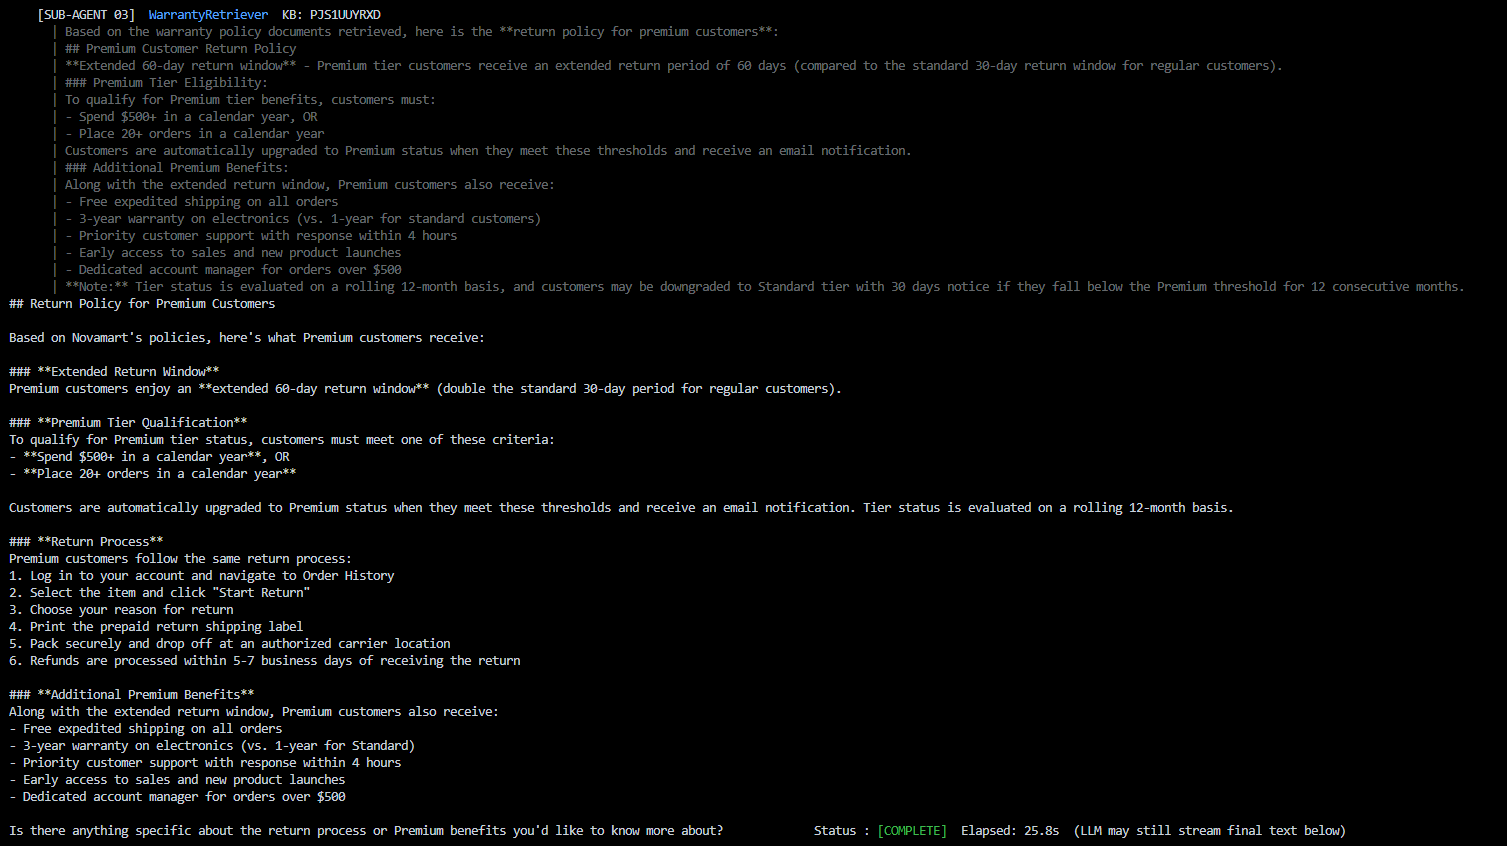 [SUB-AGENT 03]  WarrantyRetriever  KB: PJS1UUYRXD
| Based on the warranty policy documents retrieved, here is the **return policy for premium customers**:
| ## Premium Customer Return Policy
| **Extended 60-day return window** - Premium tier customers receive an extended return period of 60 days (compared to the standard 30-day return window for regular customers).
| ### Premium Tier Eligibility:
| To qualify for Premium tier benefits, customers must:
| - Spend $500+ in a calendar year, OR
| - Place 20+ orders in a calendar year
| Customers are automatically upgraded to Premium status when they meet these thresholds and receive an email notification.
| ### Additional Premium Benefits:
| Along with the extended return window, Premium customers also receive:
| - Free expedited shipping on all orders
| - 3-year warranty on electronics (vs. 1-year for standard customers)
| - Priority customer support with response within 4 hours
| - Early access to sales and new product launches
| - Dedicated account manager for orders over $500
| **Note:** Tier status is evaluated on a rolling 12-month basis, and customers may be downgraded to Standard tier with 30 days notice if they fall below the Premium threshold for 12 consecutive months.
## Return Policy for Premium Customers
Based on Novamart's policies, here's what Premium customers receive:
### **Extended Return Window**
Premium customers enjoy an **extended 60-day return window** (double the standard 30-day period for regular customers).
### **Premium Tier Qualification**
To qualify for Premium tier status, customers must meet one of these criteria:
- **Spend $500+ in a calendar year**, OR
- **Place 20+ orders in a calendar year**
Customers are automatically upgraded to Premium status when they meet these thresholds and receive an email notification. Tier status is evaluated on a rolling 12-month basis.
### **Return Process**
Premium customers follow the same return process:
1. Log in to your account and navigate to Order History
2. Select the item and click "Start Return"
3. Choose your reason for return
4. Print the prepaid return shipping label
5. Pack securely and drop off at an authorized carrier location
6. Refunds are processed within 5-7 business days of receiving the return
### **Additional Premium Benefits**
Along with the extended return window, Premium customers also receive:
- Free expedited shipping on all orders
- 3-year warranty on electronics (vs. 1-year for Standard)
- Priority customer support with response within 4 hours
- Early access to sales and new product launches
- Dedicated account manager for orders over $500
Is there anything specific about the return process or Premium benefits you'd like to know more about?             Status : [COMPLETE]  Elapsed: 25.8s  (LLM may still stream final text below)